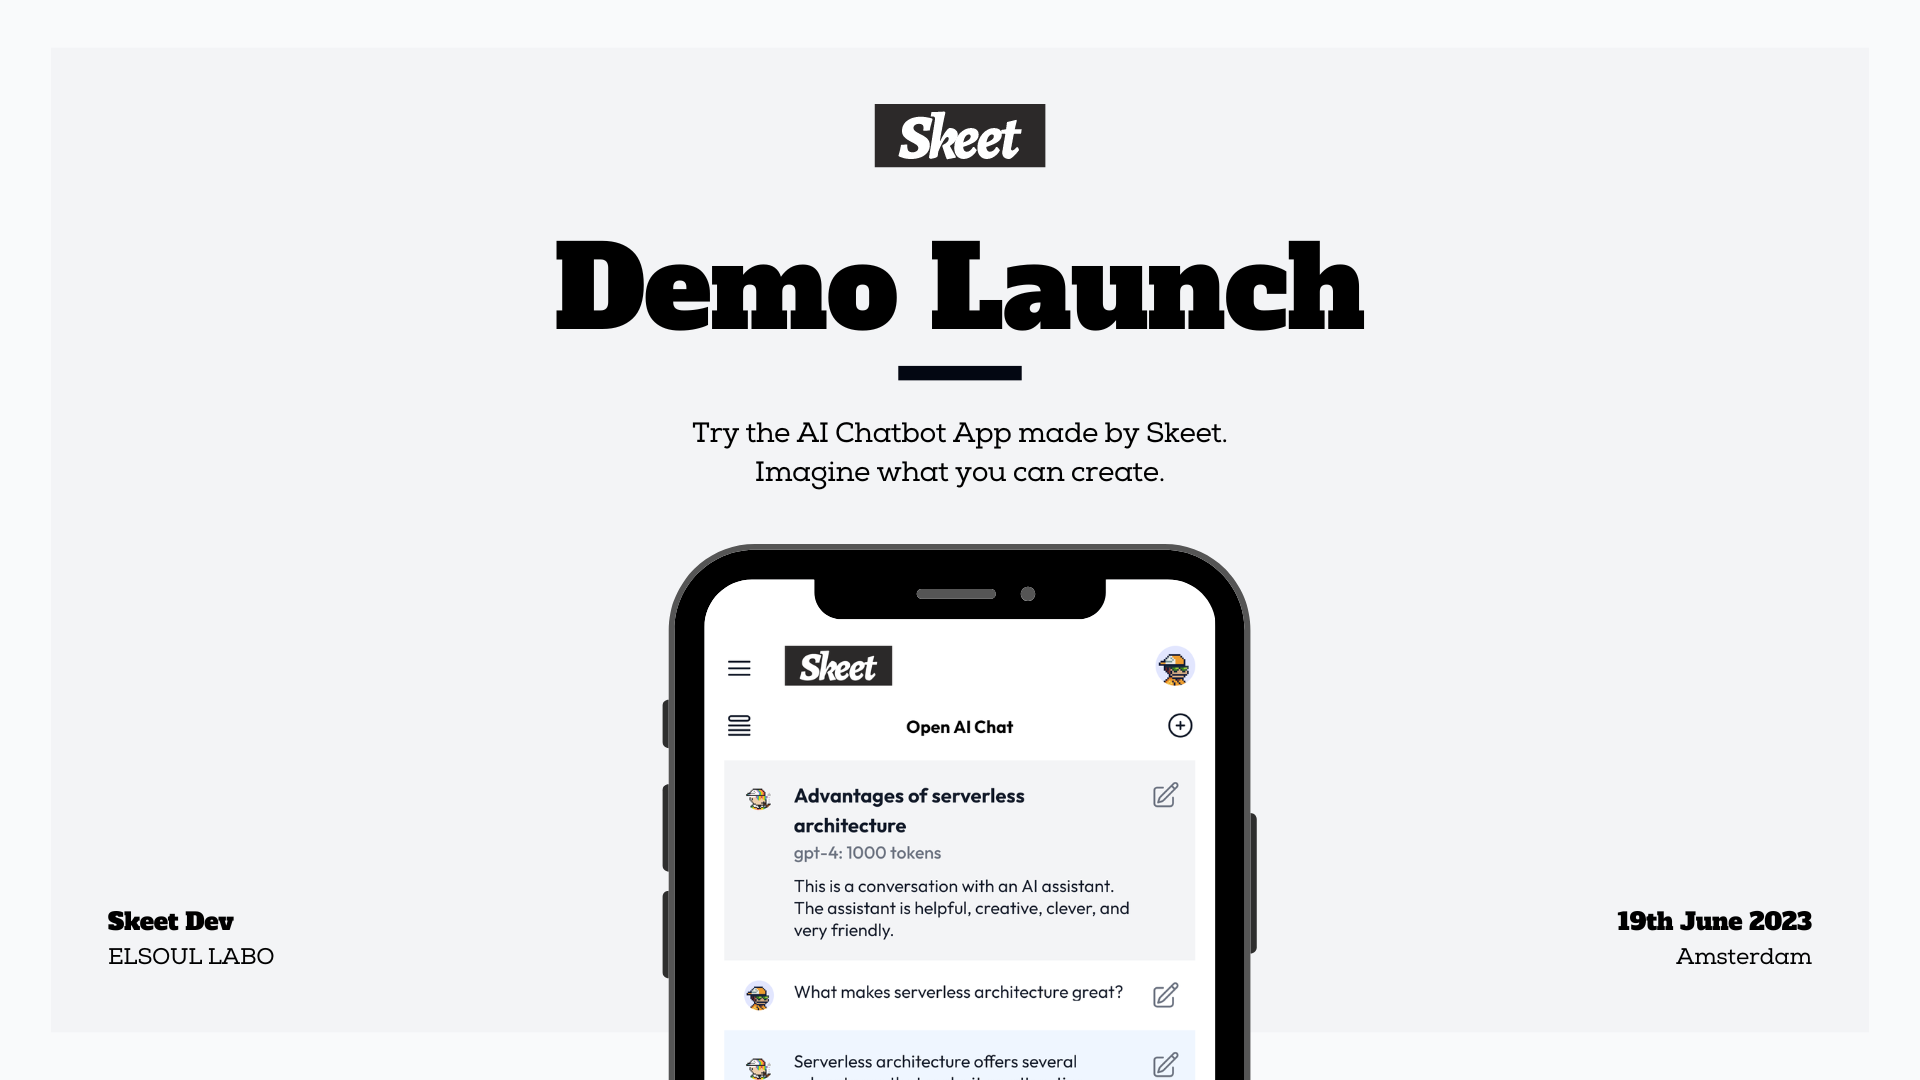 Skeet
Demo Launch
Try the AI Chatbot App made by Skeet.
Imagine what you can create.
Skeet
Open AI Chat
Advantages of serverless
architecture
gpt-4: 1000 tokens
This is a conversation with an AI assistant.
The assistant is helpful, creative, clever, and
very friendly.
What makes serverless architecture great?
Serverless architecture offers several
Skeet Dev
ELSOUL LABO
19th June 2023
Amsterdam